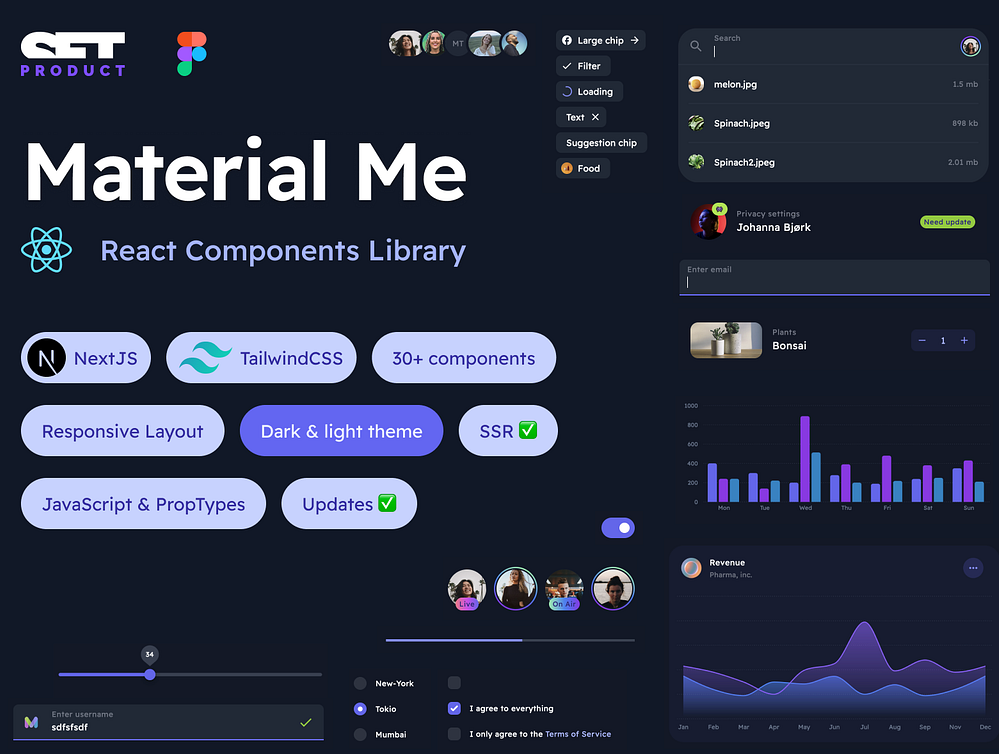 SET
PRODUCT
MT
Material Me
React Components Library
NextJS
TailwindCSS
30+ components
Responsive Layout
Dark & light theme
SSR ✅
JavaScript & PropTypes
Updates ✅
Large chip
Filter
Loading
Text
Suggestion chip
Food
Search
melon.jpg 1.5 mb
Spinach.jpeg 898 kb
Spinach2.jpeg 2.01 mb
Privacy settings
Johanna Bjørk
Need update
Enter email
Plants
Bonsai
1
1000
800
600
400
200
0
Mon Tue Wed Thu Fri Sat Sun
Live
On Air
Revenue
Pharma, inc.
Jan Feb Mar Apr May Jun Jul Aug Sep Nov Dec
34
Enter username
sdfsfsdf
New-York
Tokio
Mumbai
I agree to everything
I only agree to the Terms of Service